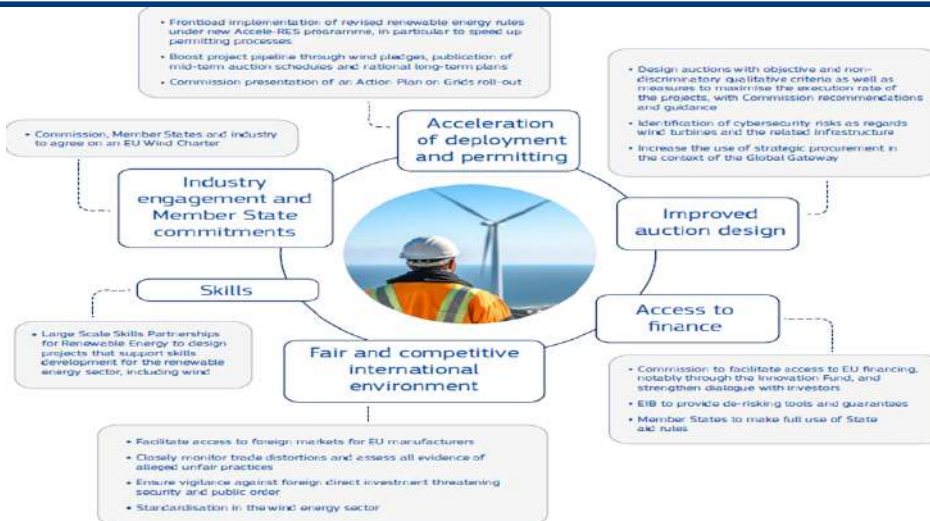 • Frontload implementation of revised renewable energy rules
under new Accele-RES programme, in particular to speed up
permitting processes
• Boost project pipeline through wind pledges, publication of
mid-term auction schedules and national long-term plans
• Commission presentation of an Action Plan on Grids roll-out
Acceleration
of deployment
and permitting
• Design auctions with objective and non-
discriminatory qualitative criteria as well as
measures to maximise the execution rate of
the projects, with Commission recommendations
and guidance
• Identification of cybersecurity risks as regards
wind turbines and the related infrastructure
• Increase the use of strategic procurement in
the context of the Global Gateway
Improved
auction design
Access to
finance
• Commission to facilitate access to EU financing,
notably through the Innovation Fund, and
strengthen dialogue with investors
• EIB to provide de-risking tools and guarantees
• Member States to make full use of State
aid rules
Fair and competitive
international
environment
• Facilitate access to foreign markets for EU manufacturers
• Closely monitor trade distortions and assess all evidence of
alleged unfair practices
• Ensure vigilance against foreign direct investment threatening
security and public order
• Standardisation in the wind energy sector
Skills
• Large Scale Skills Partnerships
for Renewable Energy to design
projects that support skills
development for the renewable
energy sector, including wind
Industry
engagement and
Member State
commitments
• Commission, Member States and industry
to agree on an EU Wind Charter